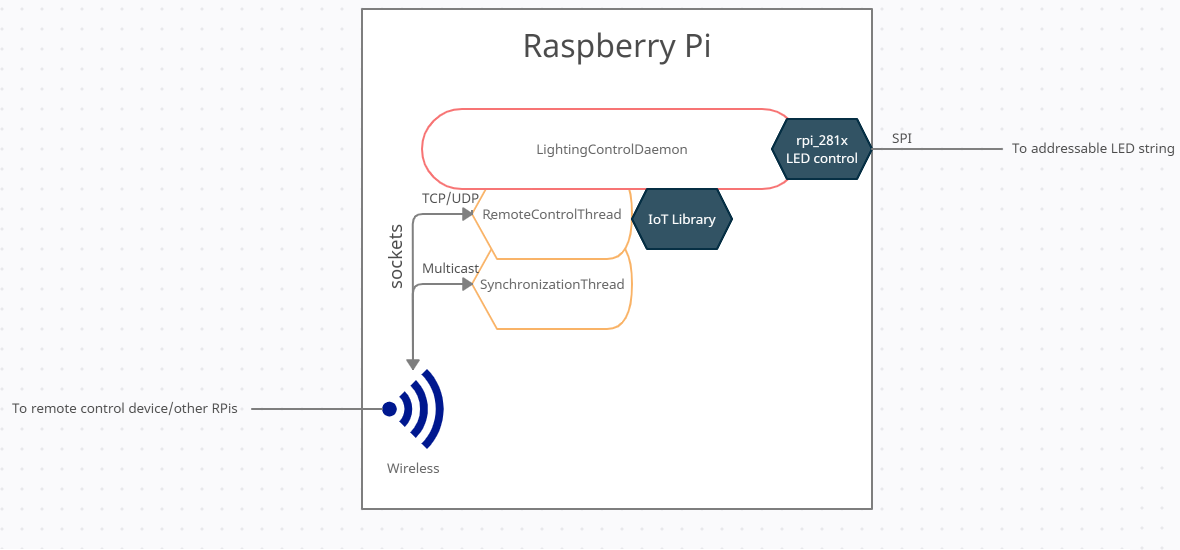 Raspberry Pi
LightingControlDaemon
rpi_281x
LED control
SPI
To addressable LED string
TCP/UDP
RemoteControlThread
IoT Library
sockets
Multicast
SynchronizationThread
To remote control device/other RPis
Wireless